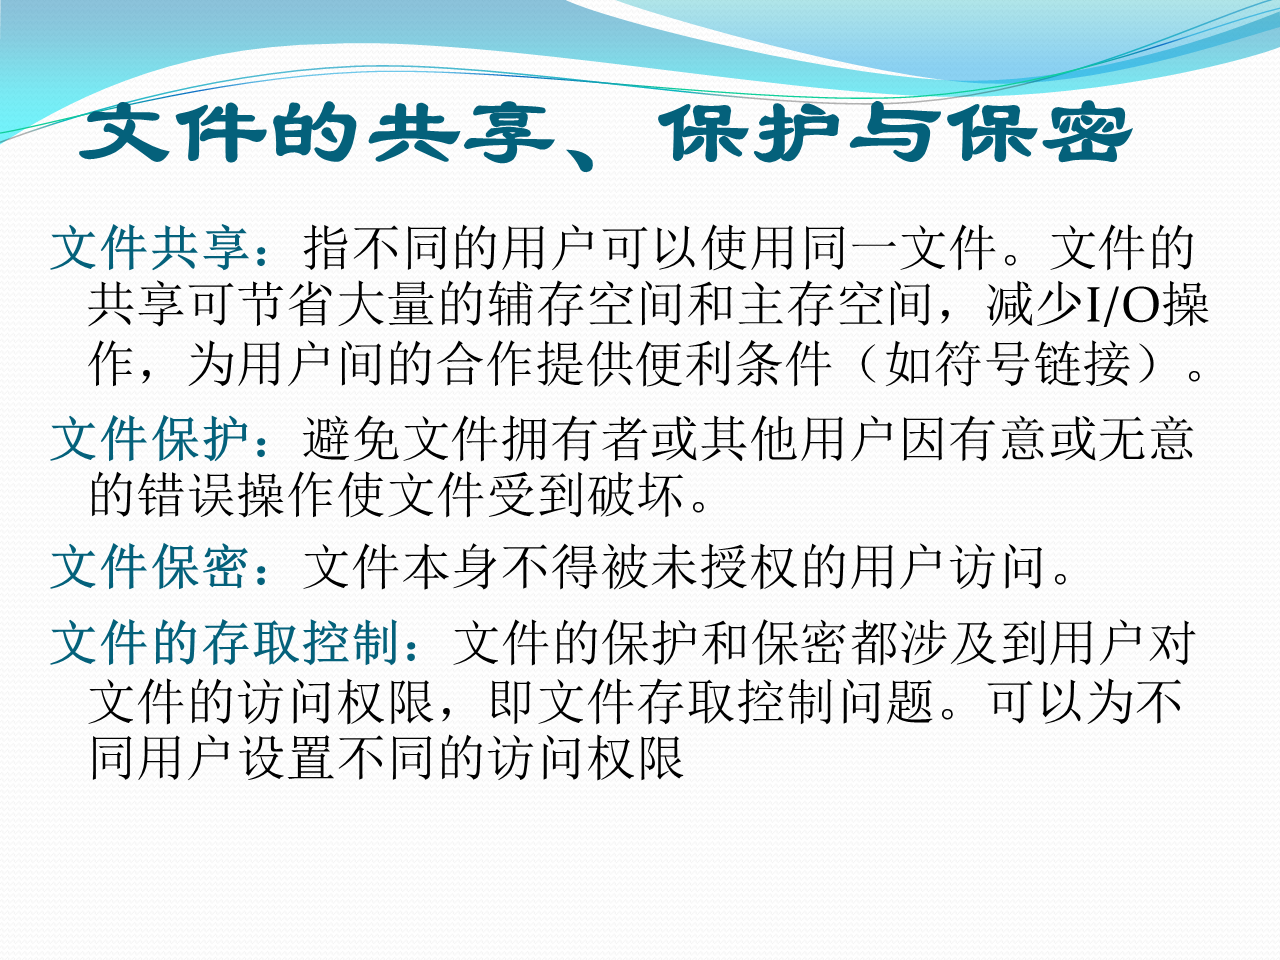 文件的共享、保护与保密
文件共享：指不同的用户可以使用同一文件。文件的
共享可节省大量的辅存空间和主存空间，减少I/O操
作，为用户间的合作提供便利条件（如符号链接）。
文件保护：避免文件拥有者或其他用户因有意或无意
的错误操作使文件受到破坏。
文件保密：文件本身不得被未授权的用户访问。
文件的存取控制：文件的保护和保密都涉及到用户对
文件的访问权限，即文件存取控制问题。可以为不
同用户设置不同的访问权限